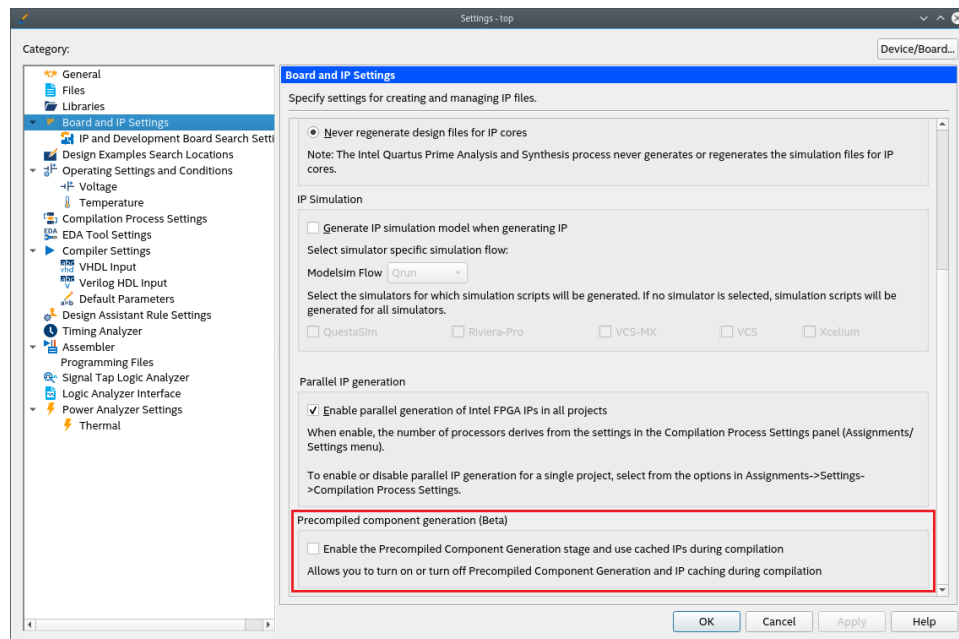 Settings - top
Category:
Device/Board...
General
Files
Libraries
Board and IP Settings
IP and Development Board Search Setti
Design Examples Search Locations
Operating Settings and Conditions
Voltage
Temperature
Compilation Process Settings
EDA Tool Settings
Compiler Settings
VHDL Input
Verilog HDL Input
Default Parameters
Design Assistant Rule Settings
Timing Analyzer
Assembler
Programming Files
Signal Tap Logic Analyzer
Logic Analyzer Interface
Power Analyzer Settings
Thermal
Board and IP Settings
Specify settings for creating and managing IP files.
Never regenerate design files for IP cores
Note: The Intel Quartus Prime Analysis and Synthesis process never generates or regenerates the simulation files for IP
cores.
IP Simulation
Generate IP simulation model when generating IP
Select simulator specific simulation flow:
Modelsim Flow Qrun
Select the simulators for which simulation scripts will be generated. If no simulator is selected, simulation scripts will be
generated for all simulators.
QuestaSim Riviera-Pro VCS-MX VCS Xcelium
Parallel IP generation
Enable parallel generation of Intel FPGA IPs in all projects
When enable, the number of processors derives from the settings in the Compilation Process Settings panel (Assignments/
Settings menu).
To enable or disable parallel IP generation for a single project, select from the options in Assignments->Settings-
>Compilation Process Settings.
Precompiled component generation (Beta)
Enable the Precompiled Component Generation stage and use cached IPs during compilation
Allows you to turn on or turn off Precompiled Component Generation and IP caching during compilation
OK Cancel Apply Help